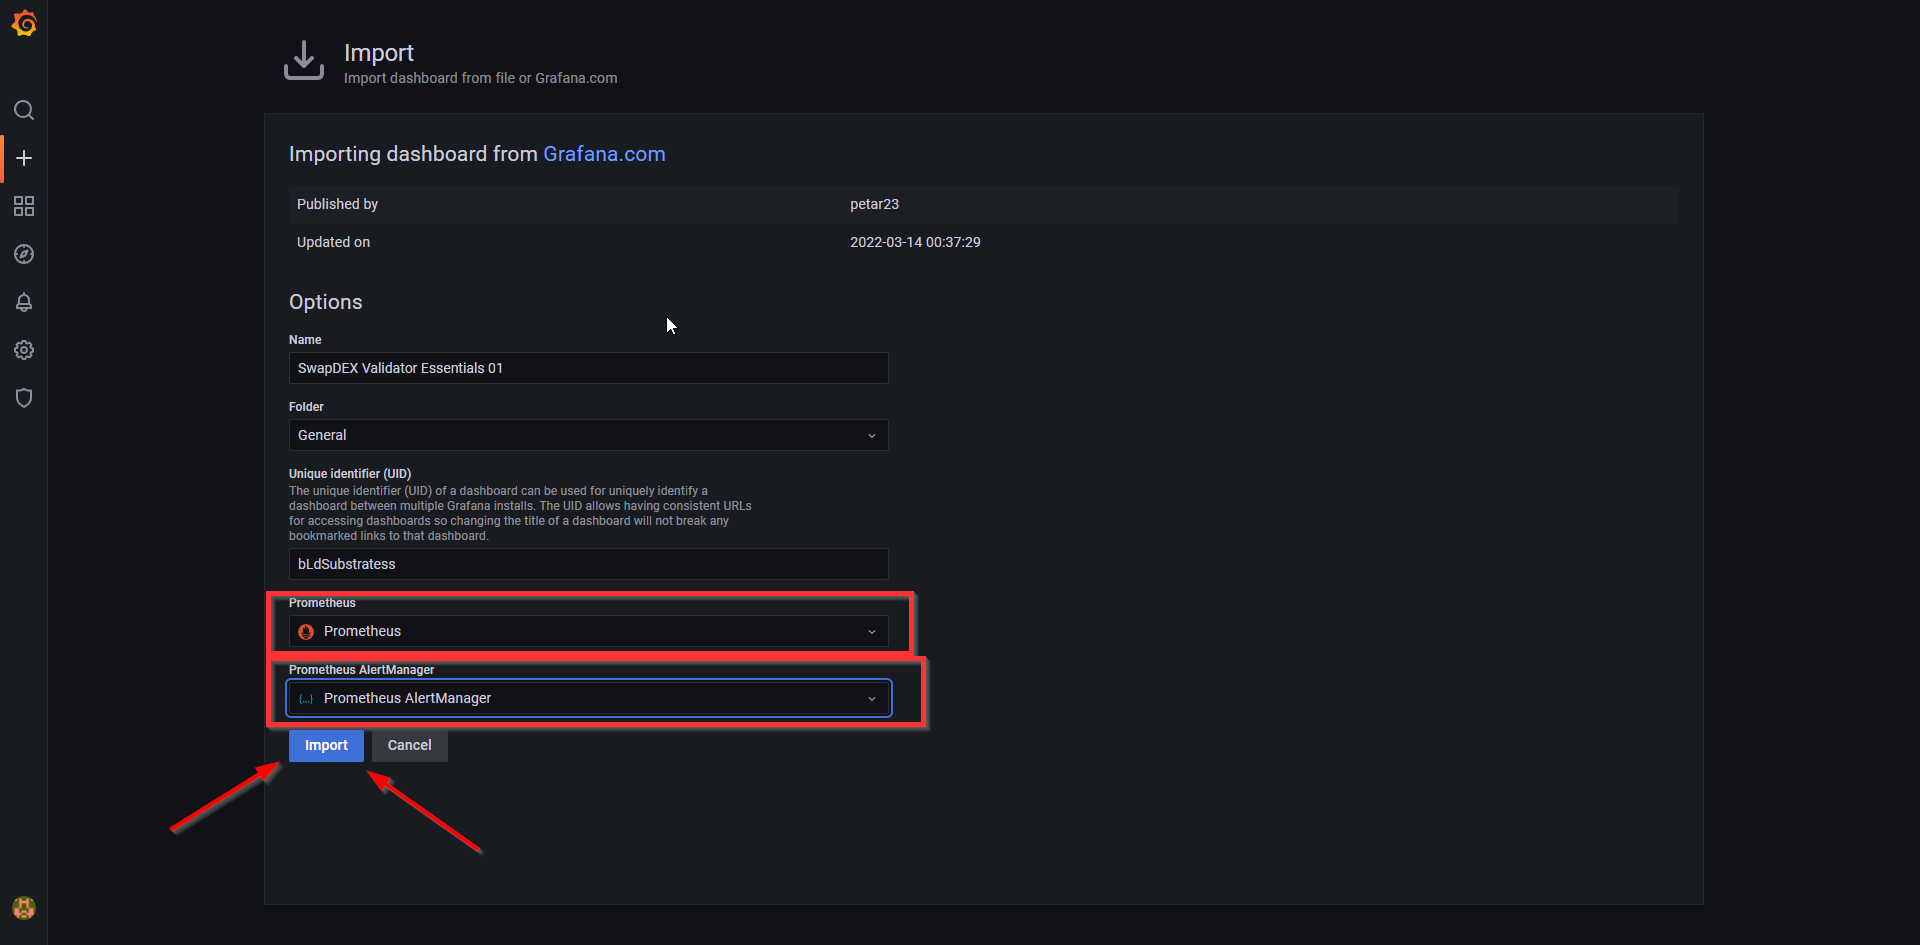 Import
Import dashboard from file or Grafana.com
Importing dashboard from Grafana.com
Published by petar23
Updated on 2022-03-14 00:37:29
Options
Name
SwapDEX Validator Essentials 01
Folder
General
Unique identifier (UID)
The unique identifier (UID) of a dashboard can be used for uniquely identify a
dashboard between multiple Grafana installs. The UID allows having consistent URLs
for accessing dashboards so changing the title of a dashboard will not break any
bookmarked links to that dashboard.
bLdSubstratess
Prometheus
Prometheus
Prometheus AlertManager
{...} Prometheus AlertManager
Import Cancel